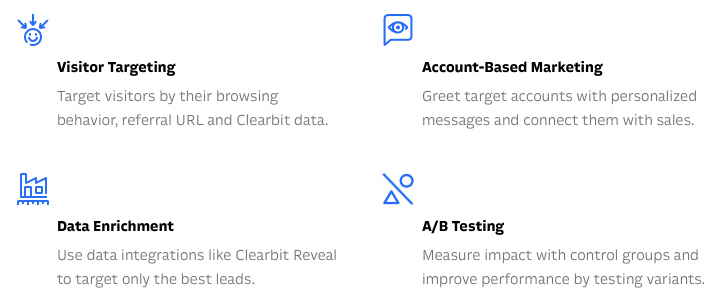 Visitor Targeting
Target visitors by their browsing
behavior, referral URL and Clearbit data.
Account-Based Marketing
Greet target accounts with personalized
messages and connect them with sales.
Data Enrichment
Use data integrations like Clearbit Reveal
to target only the best leads.
A/B Testing
Measure impact with control groups and
improve performance by testing variants.